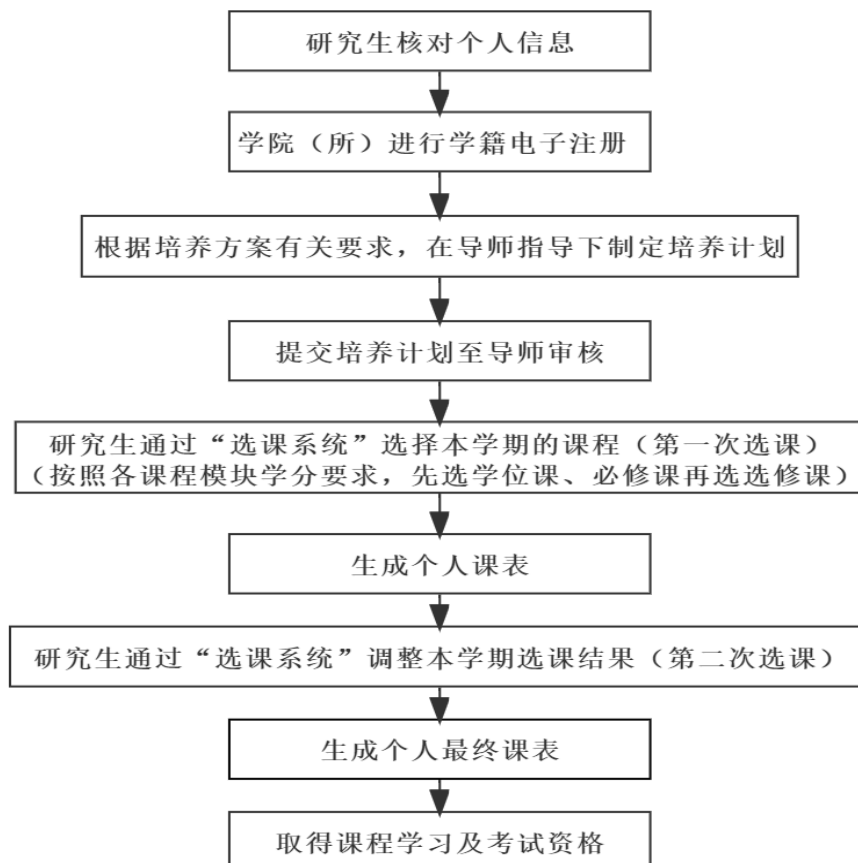 研究生核对个人信息
学院（所）进行学籍电子注册
根据培养方案有关要求，在导师指导下制定培养计划
提交培养计划至导师审核
研究生通过“选课系统”选择本学期的课程（第一次选课）
（按照各课程模块学分要求，先选学位课、必修课再选选修课）
生成个人课表
研究生通过“选课系统”调整本学期选课结果（第二次选课）
生成个人最终课表
取得课程学习及考试资格